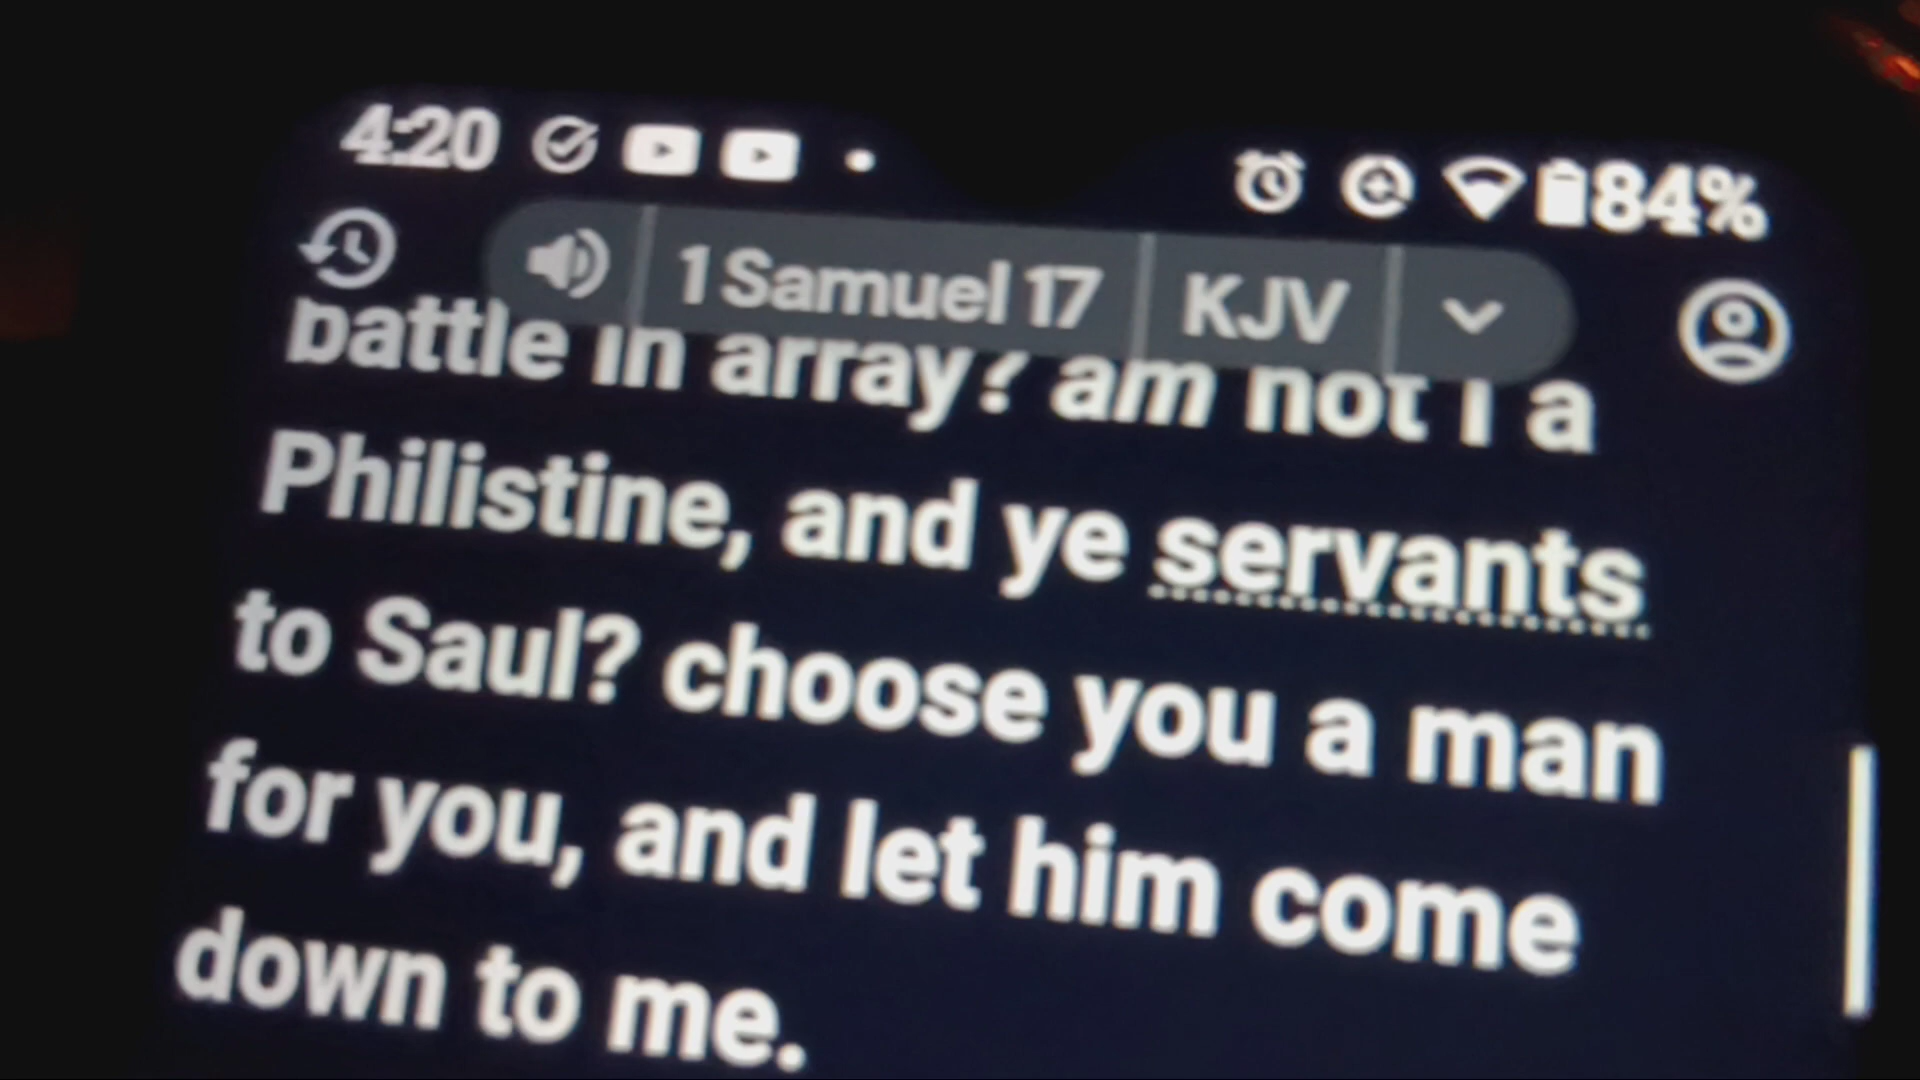 4:20 84%
1 Samuel 17 KJV
battle in array? am not I a
Philistine, and ye servants
to Saul? choose you a man
for you, and let him come
down to me.